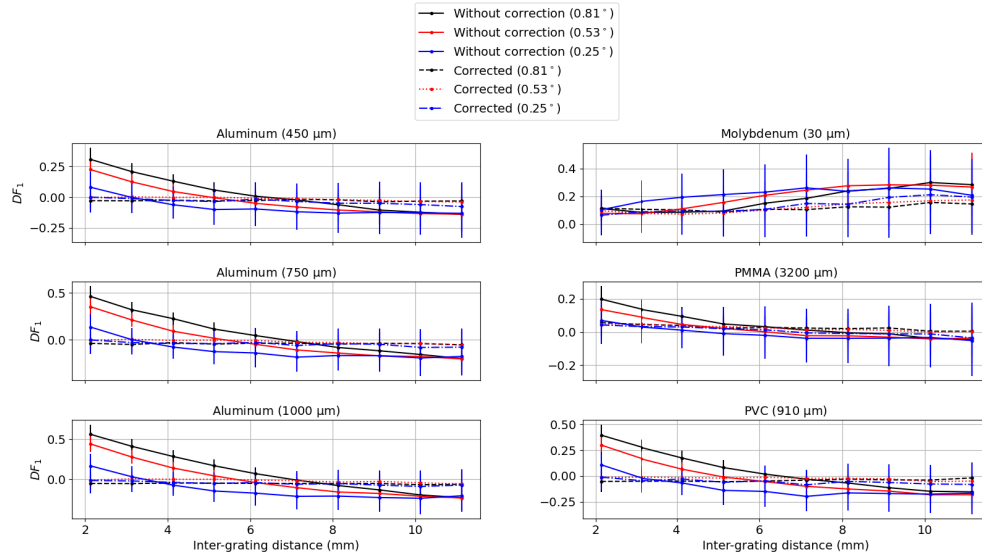 Without correction (0.81°)
Without correction (0.53°)
Without correction (0.25°)
Corrected (0.81°)
Corrected (0.53°)
Corrected (0.25°)
Aluminum (450 μm)
DF₁
0.25
0.00
−0.25
Molybdenum (30 μm)
0.4
0.2
0.0
Aluminum (750 μm)
DF₁
0.5
0.0
PMMA (3200 μm)
0.2
0.0
−0.2
Aluminum (1000 μm)
DF₁
0.5
0.0
2 4 6 8 10
Inter-grating distance (mm)
PVC (910 μm)
0.50
0.25
0.00
−0.25
2 4 6 8 10
Inter-grating distance (mm)